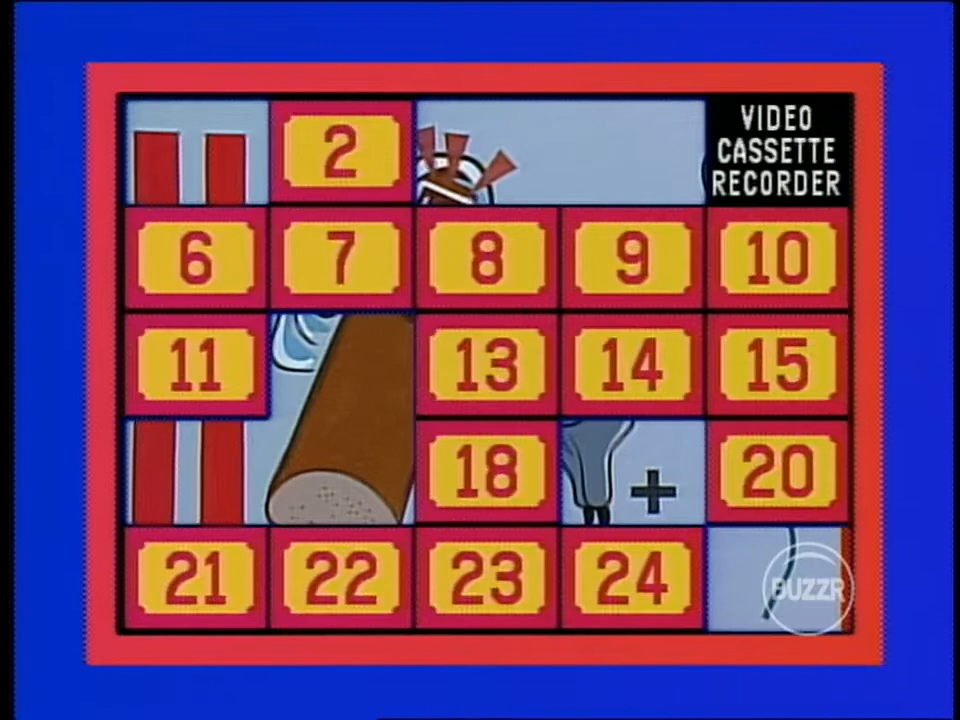 2
VIDEO
CASSETTE
RECORDER
6 7 8 9 10
11 13 14 15
18 + 20
21 22 23 24
BUZZR